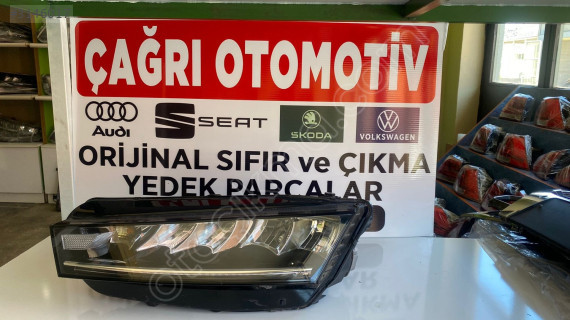 ÇAĞRI OTOMOTİV
Audi SEAT ŠKODA VOLKSWAGEN
ORİJİNAL SIFIR ve ÇIKMA
YEDEK PARÇALAR